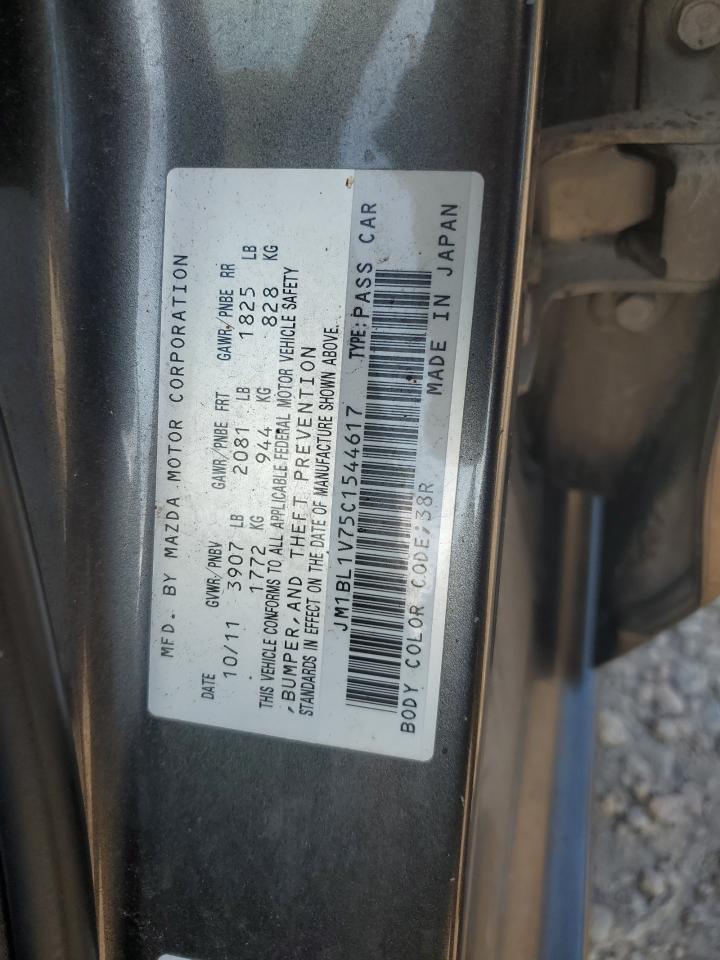 MFD. BY MAZDA MOTOR CORPORATION
DATE GVWR/PNBV GAWR/PNBE FRT GAWR/PNBE RR
10/11 3907 LB 2081 LB 1825 LB
1772 KG 944 KG 828 KG
THIS VEHICLE CONFORMS TO ALL APPLICABLE FEDERAL MOTOR VEHICLE SAFETY
,BUMPER, AND THEFT PREVENTION
STANDARDS IN EFFECT ON THE DATE OF MANUFACTURE SHOWN ABOVE.
JM1BL1V75C1544617 TYPE:PASS CAR
BODY COLOR CODE:38R MADE IN JAPAN